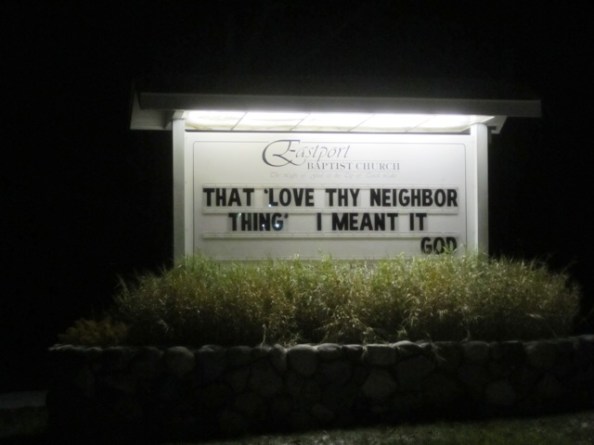 Eastport
BAPTIST CHURCH
THAT 'LOVE THY NEIGHBOR
THING' I MEANT IT
GOD